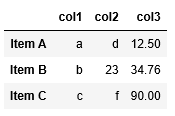 col1 col2 col3
Item A a d 12.50
Item B b 23 34.76
Item C c f 90.00